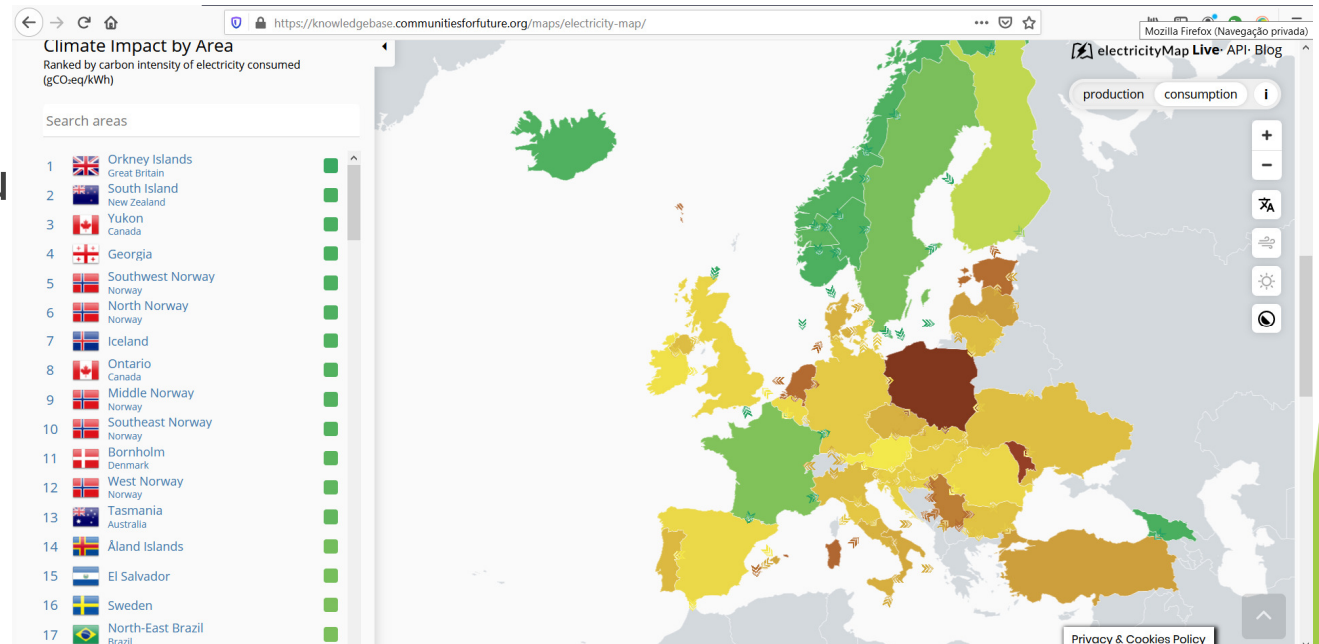 https://knowledgebase.communitiesforfuture.org/maps/electricity-map/
Mozilla Firefox (Navegação privada)
Climate Impact by Area
Ranked by carbon intensity of electricity consumed
(gCO₂eq/kWh)
Search areas
1 Orkney Islands
Great Britain
2 South Island
New Zealand
3 Yukon
Canada
4 Georgia
5 Southwest Norway
Norway
6 North Norway
Norway
7 Iceland
8 Ontario
Canada
9 Middle Norway
Norway
10 Southeast Norway
Norway
11 Bornholm
Denmark
12 West Norway
Norway
13 Tasmania
Australia
14 Åland Islands
15 El Salvador
16 Sweden
17 North-East Brazil
Brazil
electricityMap Live· API· Blog
production consumption i
Privacy & Cookies Policy